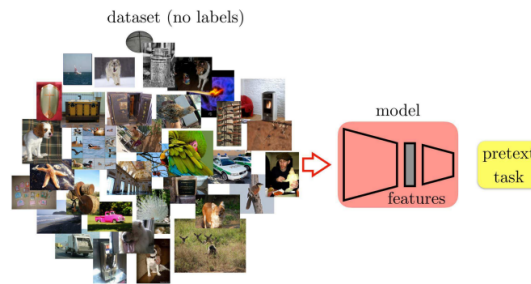 dataset (no labels)
model
features
pretext
task